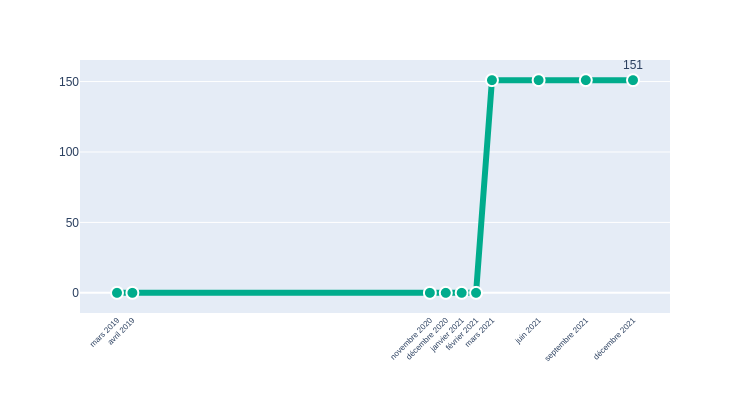 151
150
100
50
0
mars 2019
avril 2019
novembre 2020
décembre 2020
janvier 2021
février 2021
mars 2021
juin 2021
septembre 2021
décembre 2021